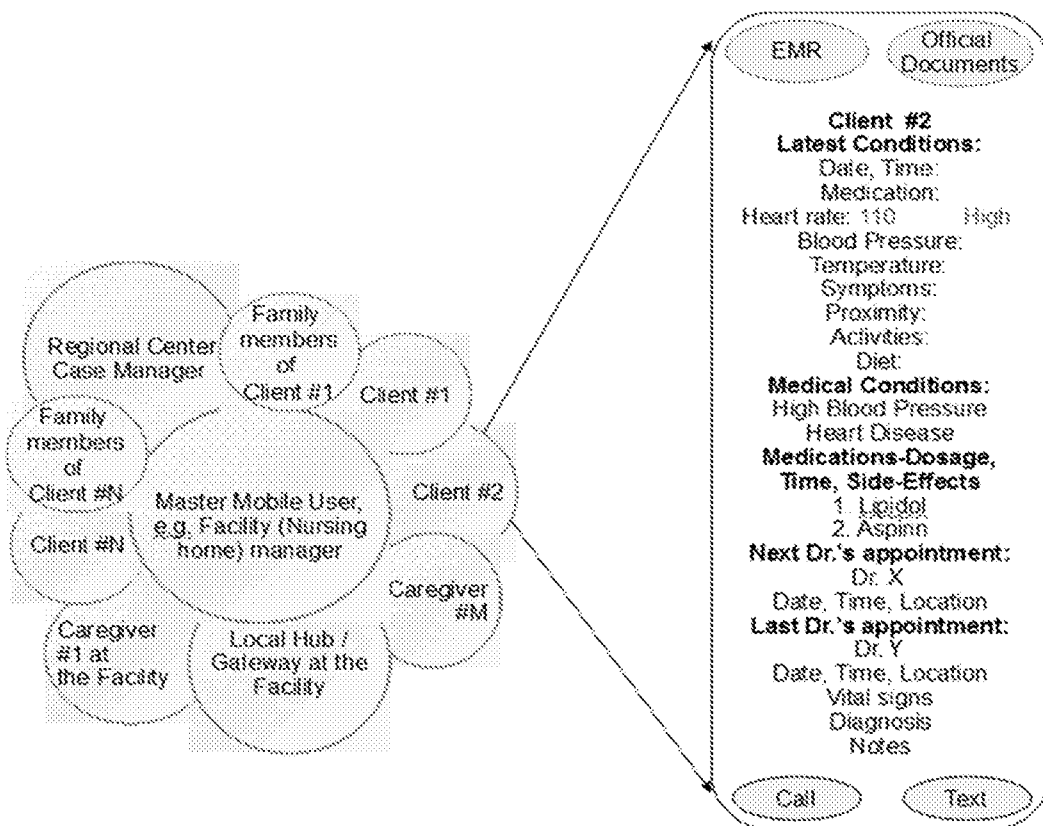 Regional Center
Case Manager
Family
members
of
Client #1
Client #1
Family
members
of
Client #N
Client #N
Master Mobile User,
e.g. Facility (Nursing
home) manager
Client #2
Caregiver
#M
Caregiver
#1 at
the Facility
Local Hub /
Gateway at the
Facility
EMR
Official
Documents
Client #2
Latest Conditions:
Date, Time:
Medication:
Heart rate: 110 High
Blood Pressure:
Temperature:
Symptoms:
Proximity:
Activities:
Diet:
Medical Conditions:
High Blood Pressure
Heart Disease
Medications-Dosage,
Time, Side-Effects
1. Lipidol
2. Aspirin
Next Dr.'s appointment:
Dr. X
Date, Time, Location
Last Dr.'s appointment:
Dr. Y
Date, Time, Location
Vital signs
Diagnosis
Notes
Call
Text